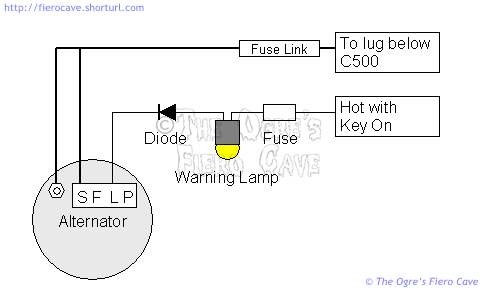 http://fierocave.shorturl.com
Fuse Link
To lug below
C500
Hot with
Key On
© The Ogre's
Fiero Cave
Diode
Fuse
Warning Lamp
S F L P
Alternator
© The Ogre's Fiero Cave